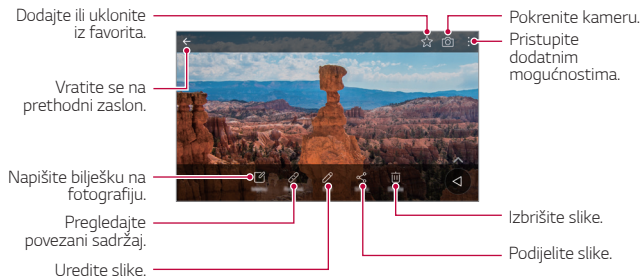 Dodajte ili uklonite
iz favorita.
Vratite se na
prethodni zaslon.
Napišite bilješku na
fotografiju.
Pregledajte
povezani sadržaj.
Uredite slike.
Pokrenite kameru.
Pristupite
dodatnim
mogućnostima.
Izbrišite slike.
Podijelite slike.